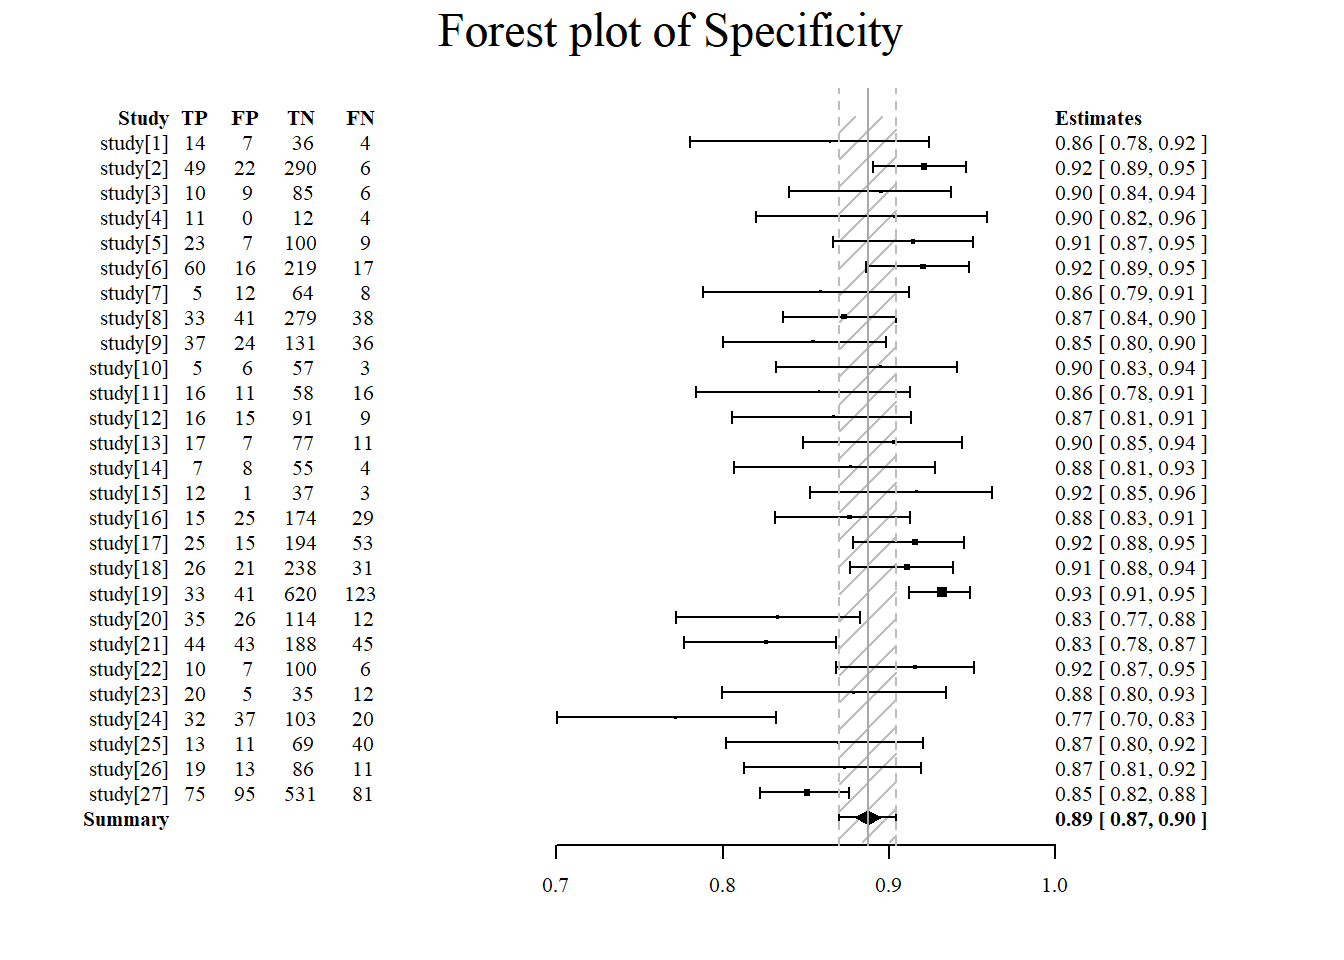 Forest plot of Specificity
Study TP FP TN FN Estimates
study[1] 14 7 36 4 0.86 [ 0.78, 0.92 ]
study[2] 49 22 290 6 0.92 [ 0.89, 0.95 ]
study[3] 10 9 85 6 0.90 [ 0.84, 0.94 ]
study[4] 11 0 12 4 0.90 [ 0.82, 0.96 ]
study[5] 23 7 100 9 0.91 [ 0.87, 0.95 ]
study[6] 60 16 219 17 0.92 [ 0.89, 0.95 ]
study[7] 5 12 64 8 0.86 [ 0.79, 0.91 ]
study[8] 33 41 279 38 0.87 [ 0.84, 0.90 ]
study[9] 37 24 131 36 0.85 [ 0.80, 0.90 ]
study[10] 5 6 57 3 0.90 [ 0.83, 0.94 ]
study[11] 16 11 58 16 0.86 [ 0.78, 0.91 ]
study[12] 16 15 91 9 0.87 [ 0.81, 0.91 ]
study[13] 17 7 77 11 0.90 [ 0.85, 0.94 ]
study[14] 7 8 55 4 0.88 [ 0.81, 0.93 ]
study[15] 12 1 37 3 0.92 [ 0.85, 0.96 ]
study[16] 15 25 174 29 0.88 [ 0.83, 0.91 ]
study[17] 25 15 194 53 0.92 [ 0.88, 0.95 ]
study[18] 26 21 238 31 0.91 [ 0.88, 0.94 ]
study[19] 33 41 620 123 0.93 [ 0.91, 0.95 ]
study[20] 35 26 114 12 0.83 [ 0.77, 0.88 ]
study[21] 44 43 188 45 0.83 [ 0.78, 0.87 ]
study[22] 10 7 100 6 0.92 [ 0.87, 0.95 ]
study[23] 20 5 35 12 0.88 [ 0.80, 0.93 ]
study[24] 32 37 103 20 0.77 [ 0.70, 0.83 ]
study[25] 13 11 69 40 0.87 [ 0.80, 0.92 ]
study[26] 19 13 86 11 0.87 [ 0.81, 0.92 ]
study[27] 75 95 531 81 0.85 [ 0.82, 0.88 ]
Summary 0.89 [ 0.87, 0.90 ]
0.7 0.8 0.9 1.0